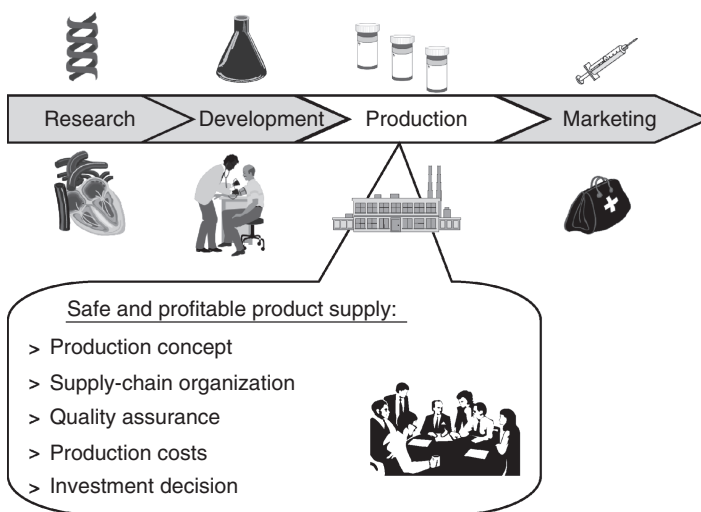 Research
Development
Production
Marketing
Safe and profitable product supply:
> Production concept
> Supply-chain organization
> Quality assurance
> Production costs
> Investment decision